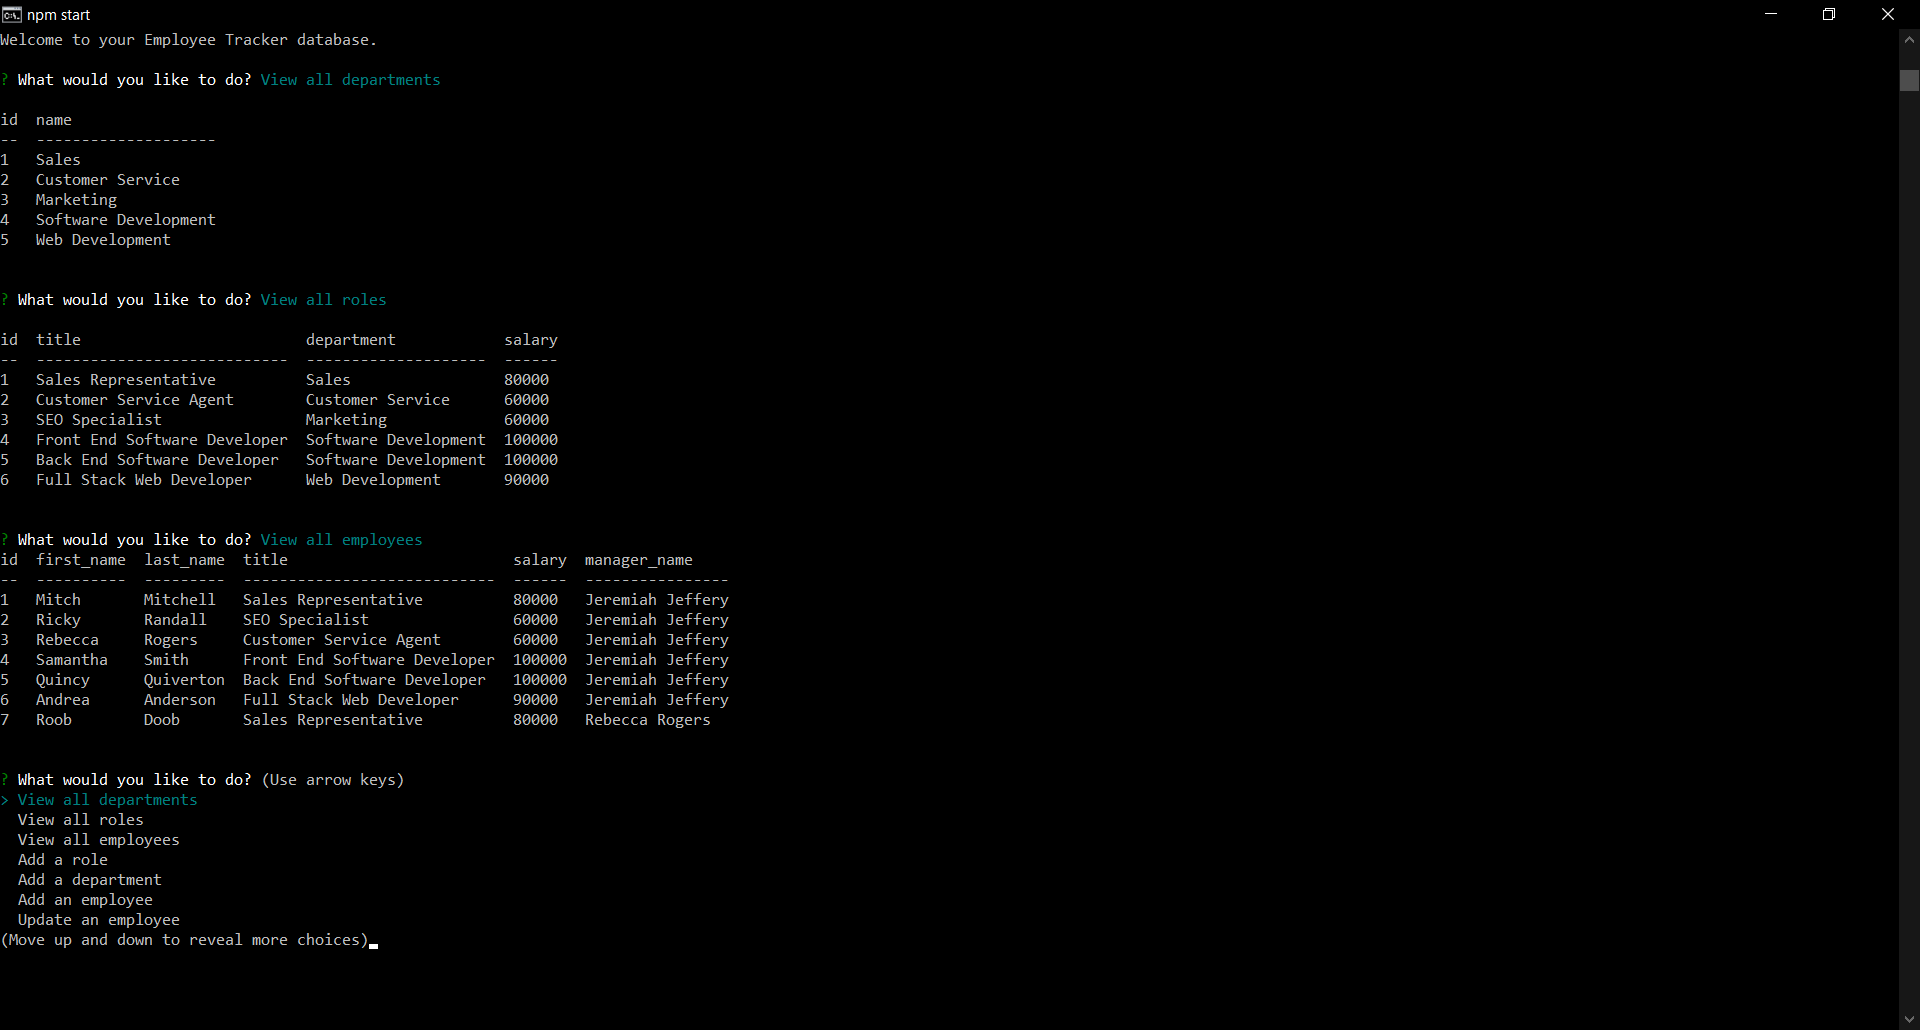 npm start
Welcome to your Employee Tracker database.
? What would you like to do? View all departments
id  name
--  --------------------
1   Sales
2   Customer Service
3   Marketing
4   Software Development
5   Web Development
? What would you like to do? View all roles
id  title                         department            salary
--  ----------------------------  --------------------  ------
1   Sales Representative          Sales                 80000
2   Customer Service Agent        Customer Service      60000
3   SEO Specialist                Marketing             60000
4   Front End Software Developer  Software Development  100000
5   Back End Software Developer   Software Development  100000
6   Full Stack Web Developer      Web Development       90000
? What would you like to do? View all employees
id  first_name  last_name  title                         salary  manager_name
--  ----------  ---------  ----------------------------  ------  ----------------
1   Mitch       Mitchell   Sales Representative          80000   Jeremiah Jeffery
2   Ricky       Randall    SEO Specialist                60000   Jeremiah Jeffery
3   Rebecca     Rogers     Customer Service Agent        60000   Jeremiah Jeffery
4   Samantha    Smith      Front End Software Developer  100000  Jeremiah Jeffery
5   Quincy      Quiverton  Back End Software Developer   100000  Jeremiah Jeffery
6   Andrea      Anderson   Full Stack Web Developer      90000   Jeremiah Jeffery
7   Roob        Doob       Sales Representative          80000   Rebecca Rogers
? What would you like to do? (Use arrow keys)
> View all departments
  View all roles
  View all employees
  Add a role
  Add a department
  Add an employee
  Update an employee
(Move up and down to reveal more choices)